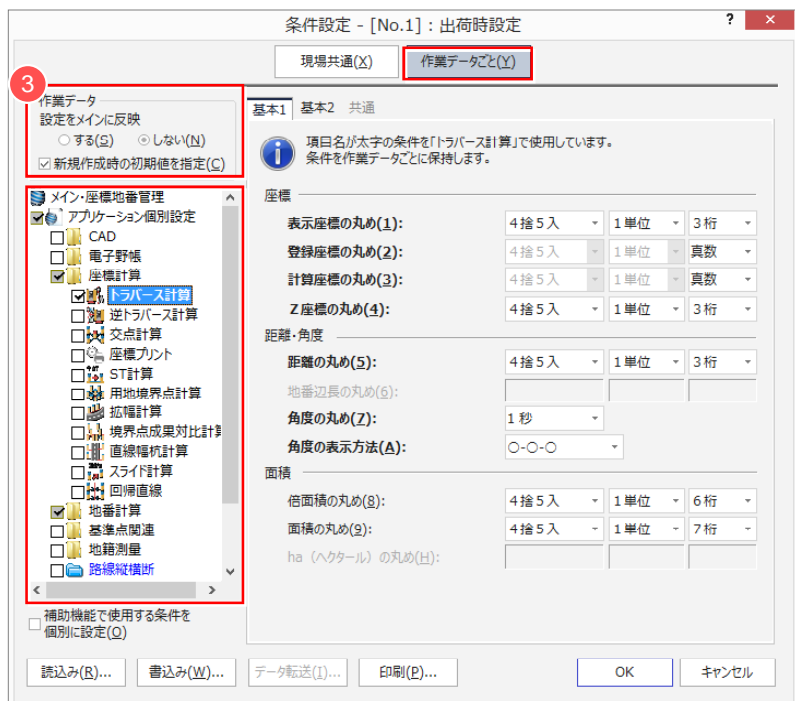 条件設定 - [No.1]：出荷時設定
? ×
現場共通(X) 作業データごと(Y)
3
作業データ
設定をメインに反映
する(S) しない(N)
新規作成時の初期値を指定(C)
メイン・座標地番管理
アプリケーション個別設定
CAD
電子野帳
座標計算
トラバース計算
逆トラバース計算
交点計算
座標プリント
ST計算
用地境界点計算
拡幅計算
境界点成果対比計算
直線幅杭計算
スライド計算
回帰直線
地番計算
基準点関連
地籍測量
路線縦横断
補助機能で使用する条件を
個別に設定(O)
基本1 基本2 共通
項目名が太字の条件を「トラバース計算」で使用しています。
条件を作業データごとに保持します。
座標
表示座標の丸め(1): 4捨5入 1単位 3桁
登録座標の丸め(2): 4捨5入 1単位 真数
計算座標の丸め(3): 4捨5入 1単位 真数
Z座標の丸め(4): 4捨5入 1単位 3桁
距離・角度
距離の丸め(5): 4捨5入 1単位 3桁
地番辺長の丸め(6):
角度の丸め(7): 1秒
角度の表示方法(A): ○-○-○
面積
倍面積の丸め(8): 4捨5入 1単位 6桁
面積の丸め(9): 4捨5入 1単位 7桁
ha（ヘクタール）の丸め(H):
読込み(R)... 書込み(W)... データ転送(I)... 印刷(P)... OK キャンセル